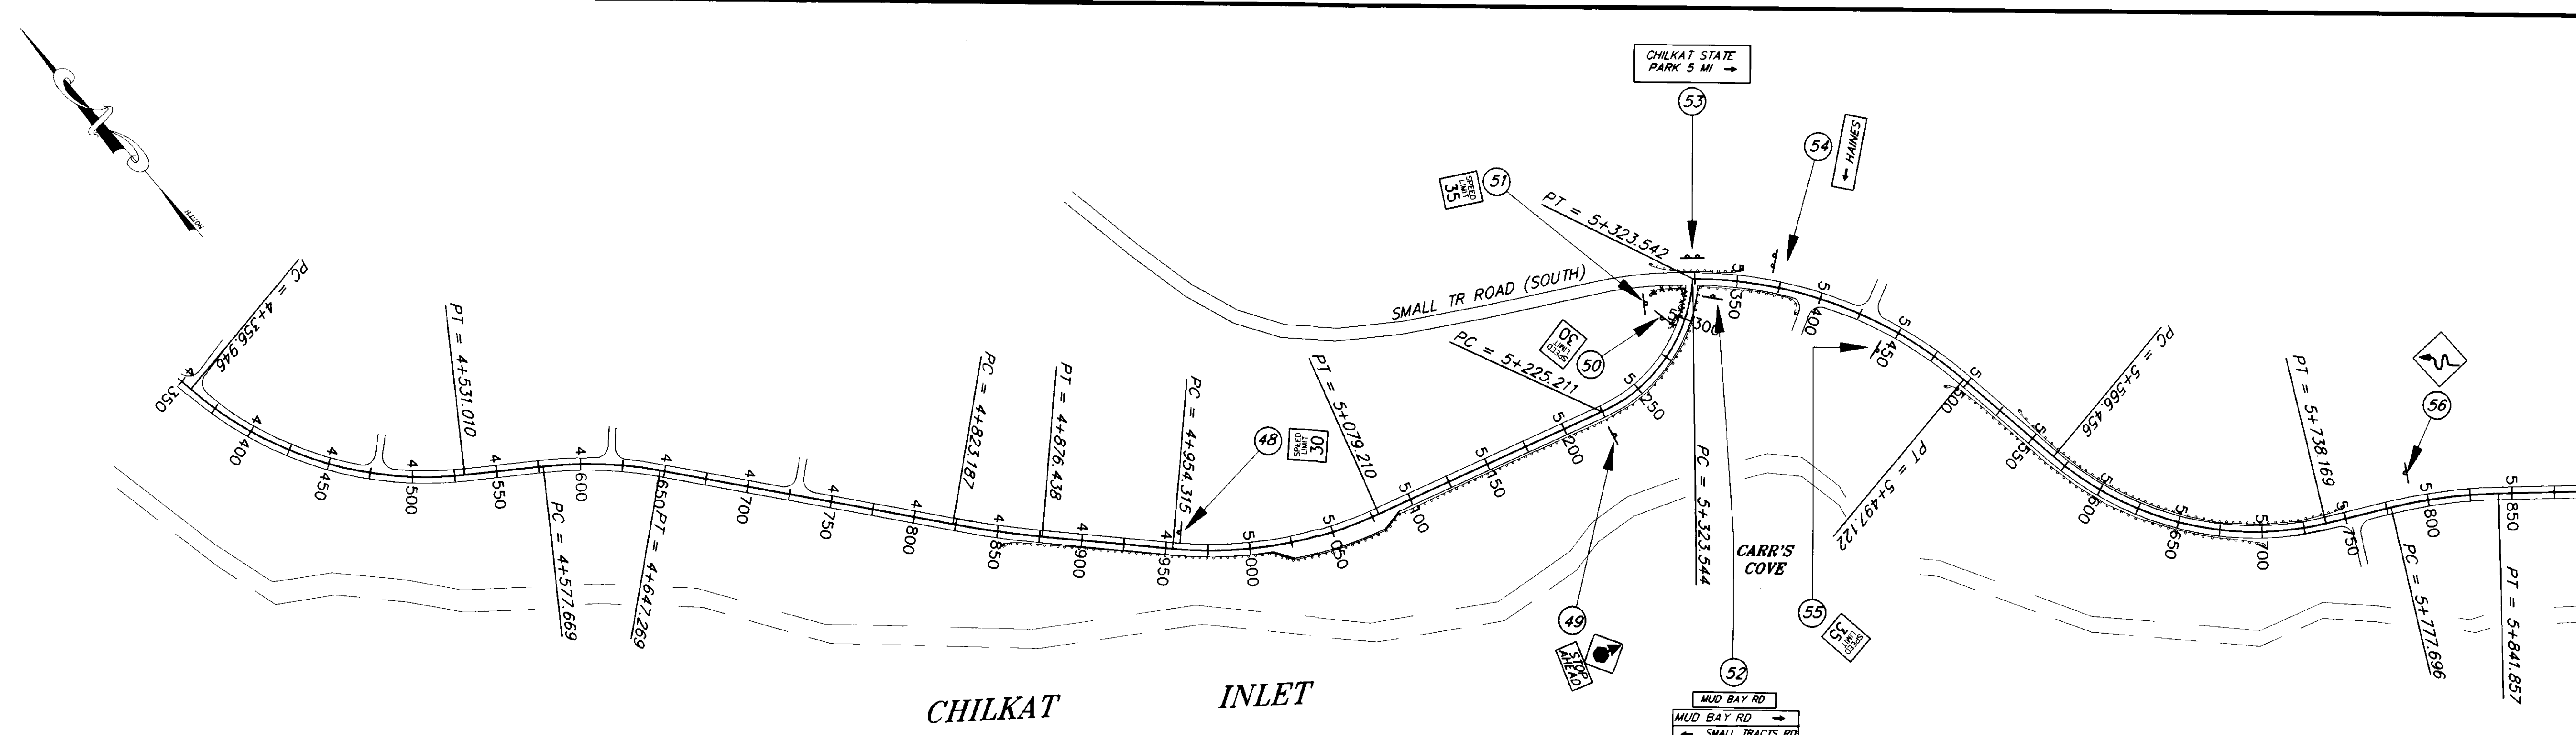 NORTH
CHILKAT STATE
PARK 5 MI →
53
54
← HAINES
51
SPEED
LIMIT
35
PT = 5+323.542
SMALL TR ROAD (SOUTH)
50
SPEED
LIMIT
30
PC = 5+225.211
PC = 4+356.946
PT = 4+531.010
PC = 4+577.669
PT = 4+647.269
PC = 4+823.187
PT = 4+876.438
PC = 4+954.315
48
SPEED
LIMIT
30
PT = 5+079.210
4 350
4 400
4 450
4 500
4 550
4 600
4 650
4 700
4 750
4 800
4 850
4 900
4 950
5 000
5 050
5 100
5 150
5 200
5 250
5 300
5 350
5 400
5 450
5 500
5 550
5 600
5 650
5 700
5 750
5 800
5 850
PC = 5+323.544
PT = 5+497.122
PC = 5+566.456
PT = 5+738.169
PC = 5+777.696
PT = 5+841.857
56
CARR'S
COVE
55
SPEED
LIMIT
35
49
STOP
AHEAD
52
MUD BAY RD
MUD BAY RD →
← SMALL TRACTS RD
CHILKAT INLET